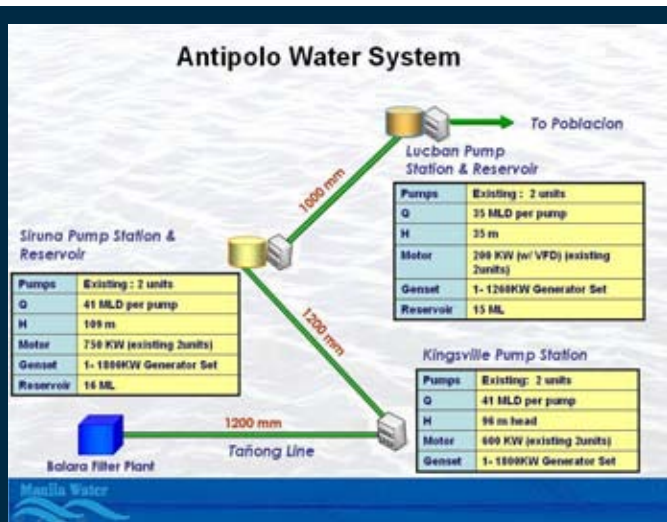 Antipolo Water System
To Poblacion
Lucban Pump
Station & Reservoir
1000 mm
Pumps Existing : 2 units
Q 35 MLD per pump
H 35 m
Motor 200 KW (w/ VFD) (existing
2units)
Genset 1- 1260KW Generator Set
Reservoir 15 ML
Siruna Pump Station &
Reservoir
Pumps Existing : 2 units
Q 41 MLD per pump
H 109 m
Motor 750 KW (existing 2units)
Genset 1- 1800KW Generator Set
Reservoir 16 ML
1200 mm
Kingsville Pump Station
Pumps Existing: 2 units
Q 41 MLD per pump
H 96 m head
Motor 600 KW (existing 2units)
Genset 1- 1800KW Generator Set
1200 mm
Tañong Line
Balara Filter Plant
Manila Water